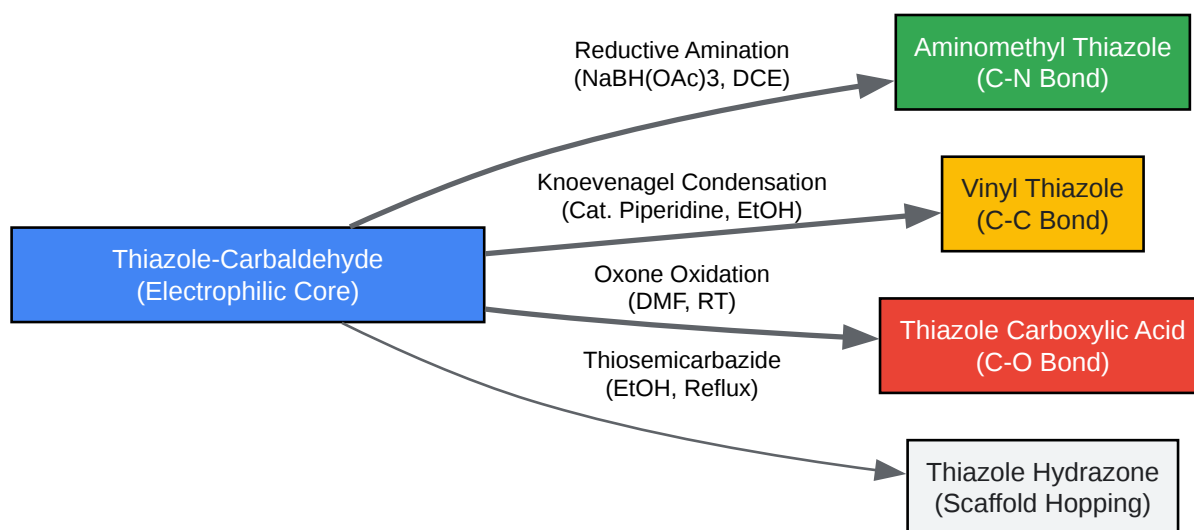 Reductive Amination
(NaBH(OAc)3, DCE)
Aminomethyl Thiazole
(C-N Bond)
Knoevenagel Condensation
(Cat. Piperidine, EtOH)
Vinyl Thiazole
(C-C Bond)
Thiazole-Carbaldehyde
(Electrophilic Core)
Oxone Oxidation
(DMF, RT)
Thiazole Carboxylic Acid
(C-O Bond)
Thiosemicarbazide
(EtOH, Reflux)
Thiazole Hydrazone
(Scaffold Hopping)